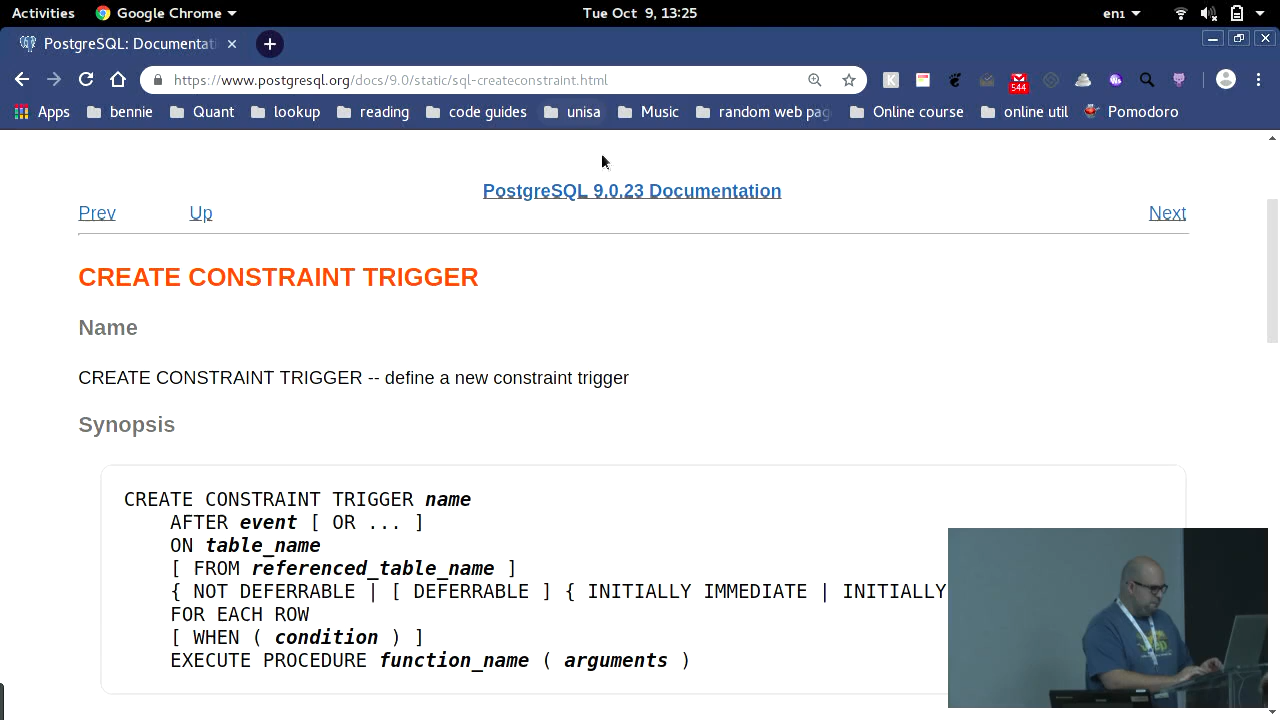 Activities Google Chrome Tue Oct 9, 13:25 en1
PostgreSQL: Documentati
https://www.postgresql.org/docs/9.0/static/sql-createconstraint.html
544
Apps bennie Quant lookup reading code guides unisa Music random web pag Online course online util Pomodoro
PostgreSQL 9.0.23 Documentation
Prev Up Next
CREATE CONSTRAINT TRIGGER
Name
CREATE CONSTRAINT TRIGGER -- define a new constraint trigger
Synopsis
CREATE CONSTRAINT TRIGGER name
AFTER event [ OR ... ]
ON table_name
[ FROM referenced_table_name ]
{ NOT DEFERRABLE | [ DEFERRABLE ] { INITIALLY IMMEDIATE | INITIALLY
FOR EACH ROW
[ WHEN ( condition ) ]
EXECUTE PROCEDURE function_name ( arguments )